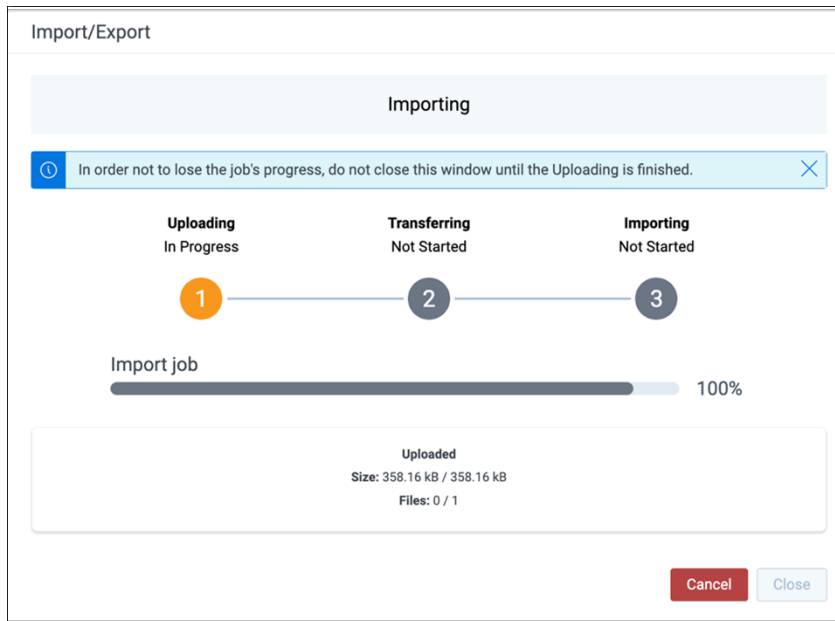 Import/Export
Importing
In order not to lose the job's progress, do not close this window until the Uploading is finished.
Uploading
In Progress
Transferring
Not Started
Importing
Not Started
1
2
3
Import job
100%
Uploaded
Size: 358.16 kB / 358.16 kB
Files: 0 / 1
Cancel
Close